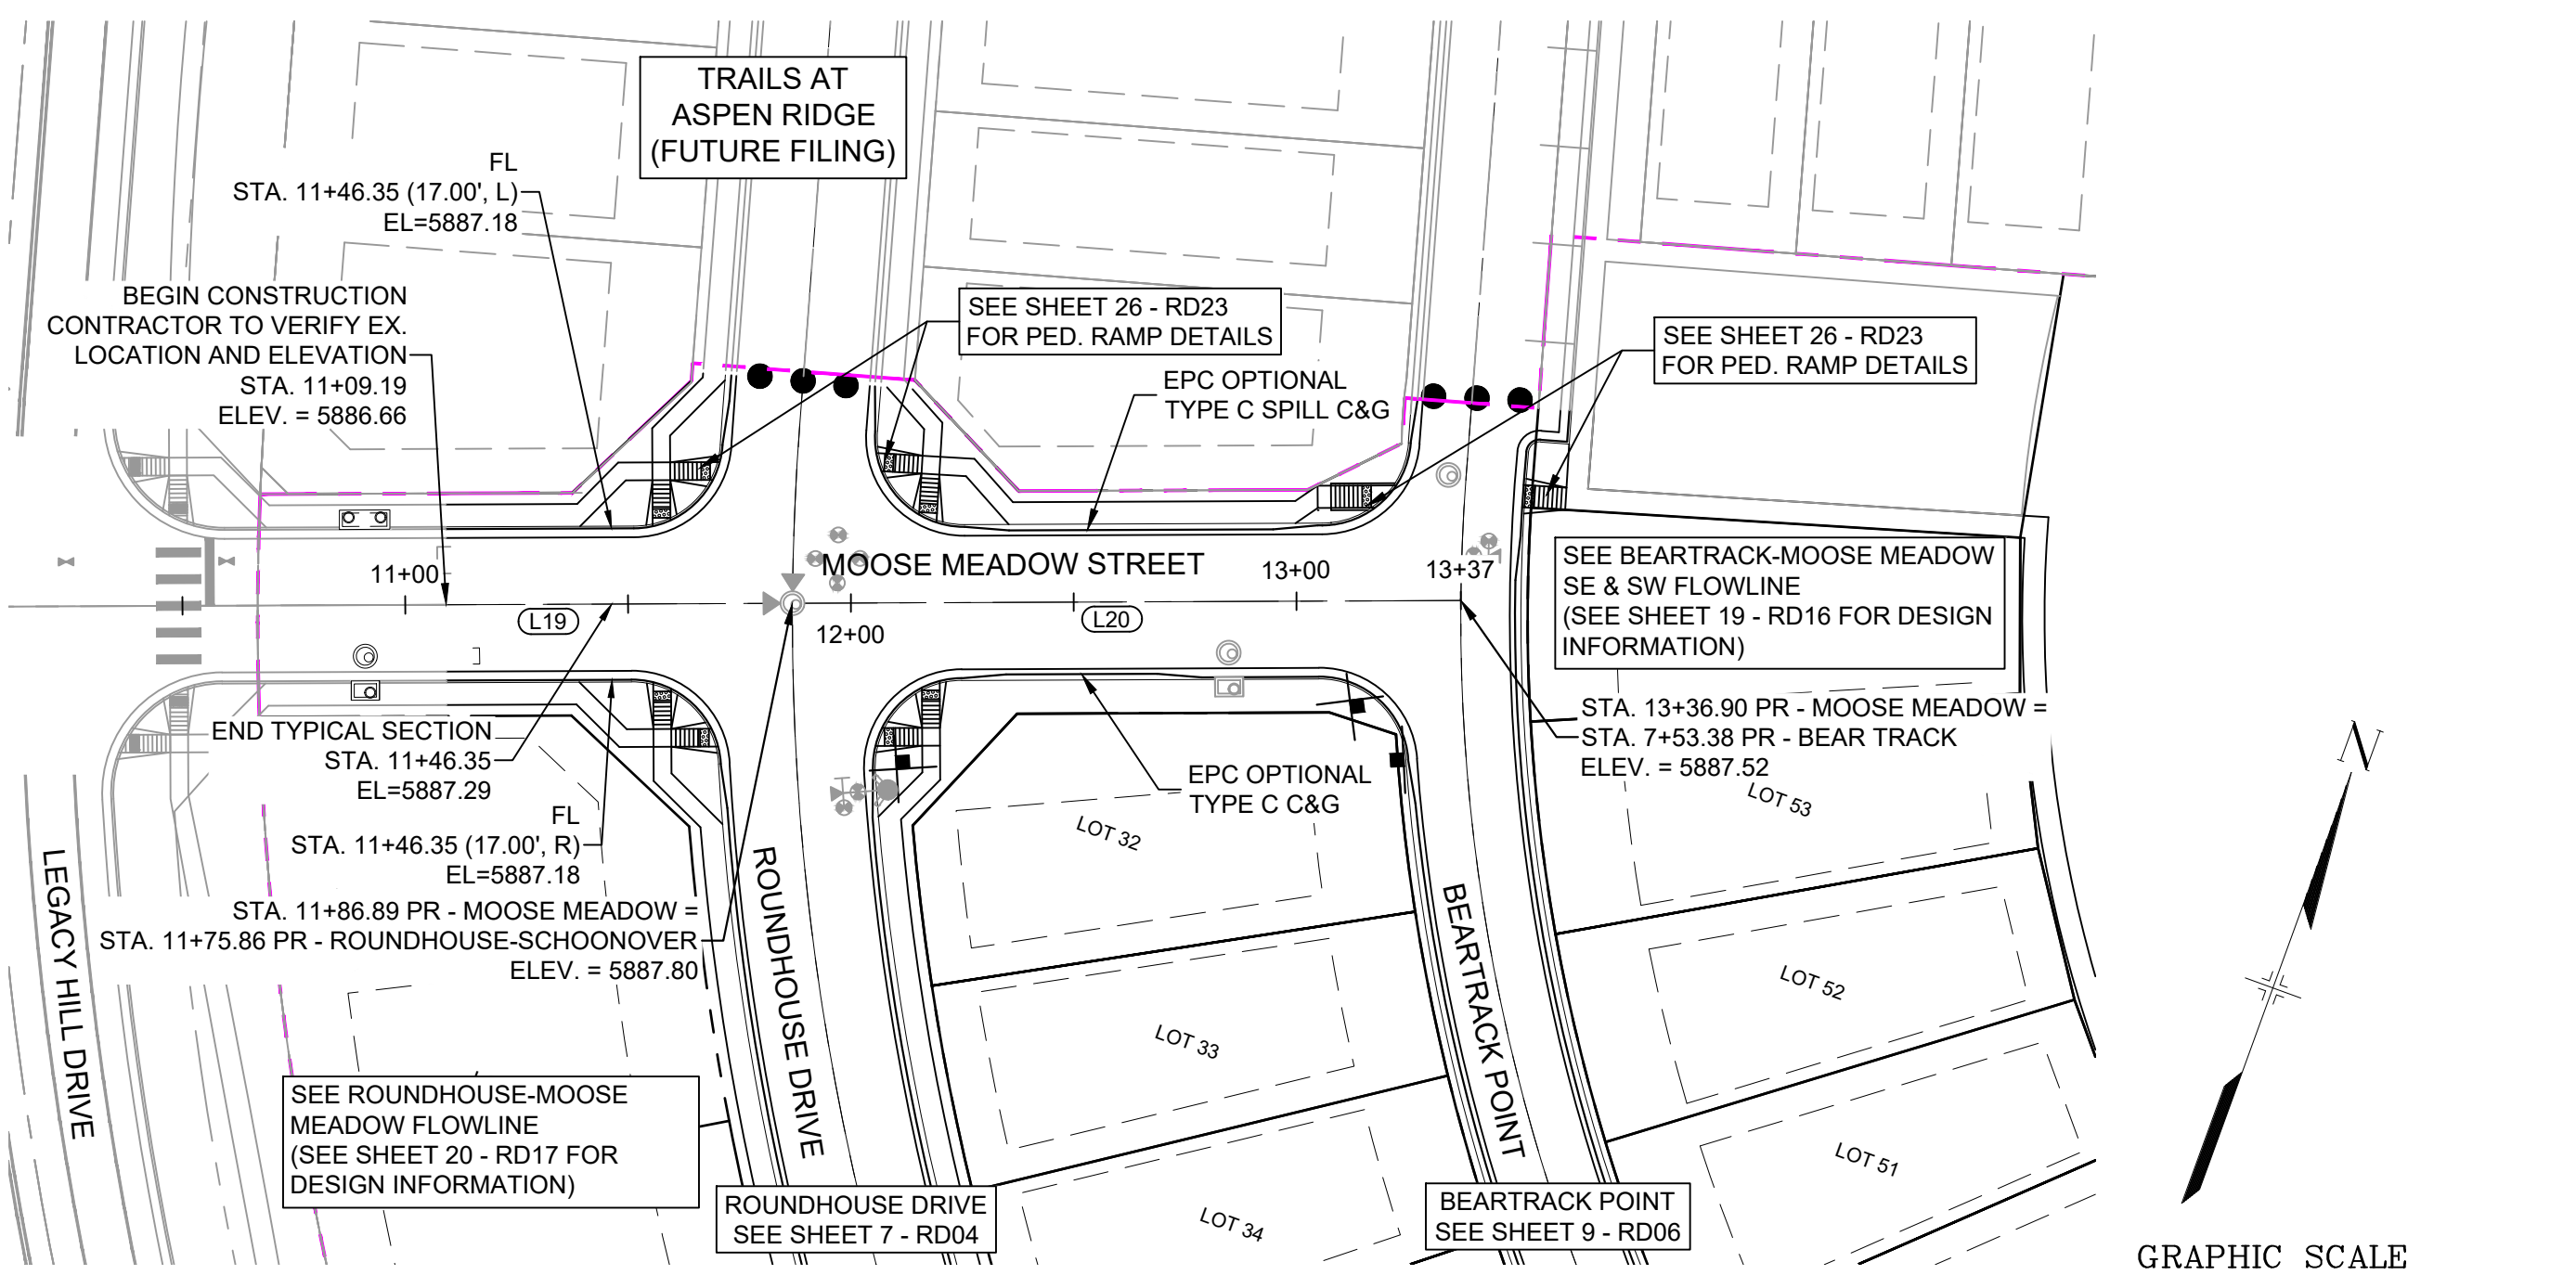 TRAILS AT
ASPEN RIDGE
(FUTURE FILING)
FL
STA. 11+46.35 (17.00', L)
EL=5887.18
BEGIN CONSTRUCTION
CONTRACTOR TO VERIFY EX.
LOCATION AND ELEVATION
STA. 11+09.19
ELEV. = 5886.66
SEE SHEET 26 - RD23
FOR PED. RAMP DETAILS
SEE SHEET 26 - RD23
FOR PED. RAMP DETAILS
EPC OPTIONAL
TYPE C SPILL C&G
MOOSE MEADOW STREET
11+00
12+00
13+00
13+37
L19
L20
SEE BEARTRACK-MOOSE MEADOW
SE & SW FLOWLINE
(SEE SHEET 19 - RD16 FOR DESIGN
INFORMATION)
STA. 13+36.90 PR - MOOSE MEADOW =
STA. 7+53.38 PR - BEAR TRACK
ELEV. = 5887.52
END TYPICAL SECTION
STA. 11+46.35
EL=5887.29
FL
STA. 11+46.35 (17.00', R)
EL=5887.18
STA. 11+86.89 PR - MOOSE MEADOW =
STA. 11+75.86 PR - ROUNDHOUSE-SCHOONOVER
ELEV. = 5887.80
EPC OPTIONAL
TYPE C C&G
LOT 32
LOT 33
LOT 34
LOT 53
LOT 52
LOT 51
LEGACY HILL DRIVE
ROUNDHOUSE DRIVE
BEARTRACK POINT
SEE ROUNDHOUSE-MOOSE
MEADOW FLOWLINE
(SEE SHEET 20 - RD17 FOR
DESIGN INFORMATION)
ROUNDHOUSE DRIVE
SEE SHEET 7 - RD04
BEARTRACK POINT
SEE SHEET 9 - RD06
N
GRAPHIC SCALE